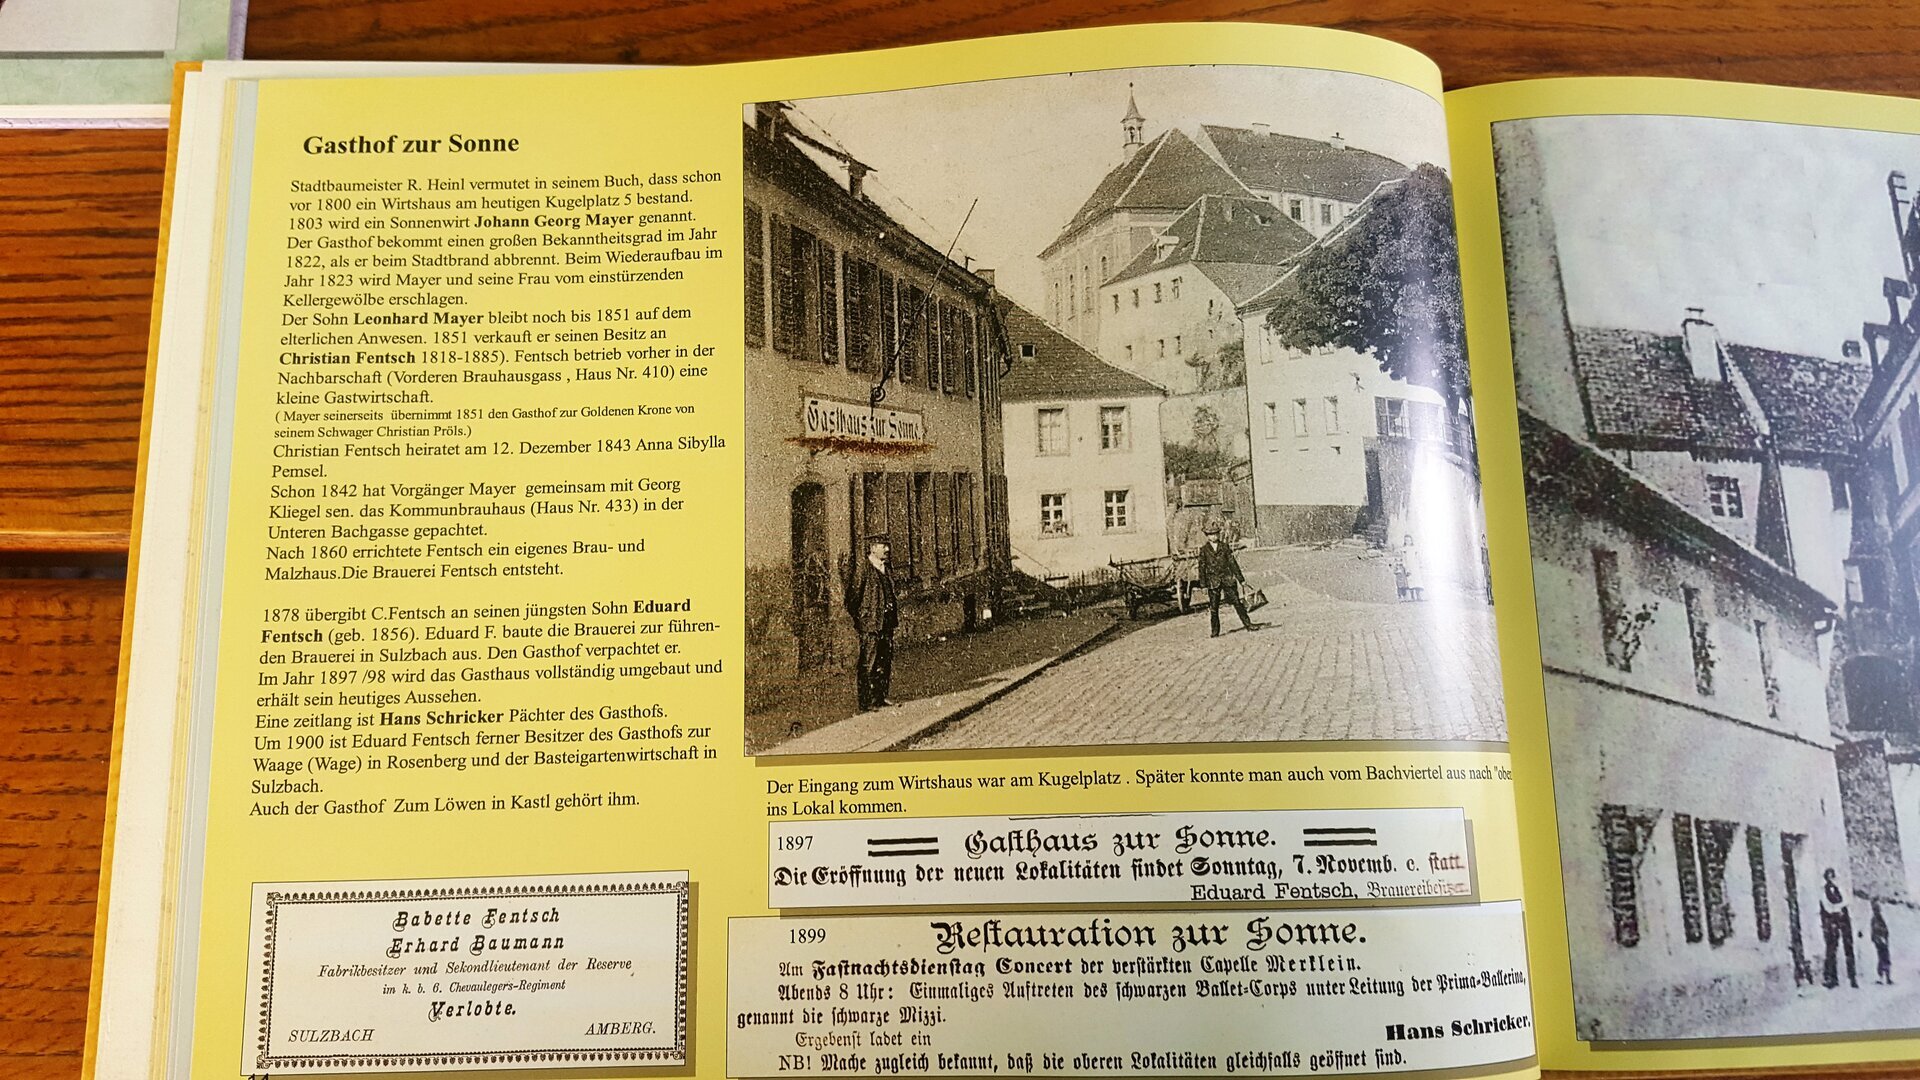 Gasthof zur Sonne
Stadtbaumeister R. Heinl vermutet in seinem Buch, dass schon
vor 1800 ein Wirtshaus am heutigen Kugelplatz 5 bestand.
1803 wird ein Sonnenwirt Johann Georg Mayer genannt.
Der Gasthof bekommt einen großen Bekanntheitsgrad im Jahr
1822, als er beim Stadtbrand abbrennt. Beim Wiederaufbau im
Jahr 1823 wird Mayer und seine Frau vom einstürzenden
Kellergewölbe erschlagen.
Der Sohn Leonhard Mayer bleibt noch bis 1851 auf dem
elterlichen Anwesen. 1851 verkauft er seinen Besitz an
Christian Fentsch 1818-1885). Fentsch betrieb vorher in der
Nachbarschaft (Vorderen Brauhausgass , Haus Nr. 410) eine
kleine Gastwirtschaft.
( Mayer seinerseits übernimmt 1851 den Gasthof zur Goldenen Krone von
seinem Schwager Christian Pröls.)
Christian Fentsch heiratet am 12. Dezember 1843 Anna Sibylla
Pemsel.
Schon 1842 hat Vorgänger Mayer gemeinsam mit Georg
Kliegel sen. das Kommunbrauhaus (Haus Nr. 433) in der
Unteren Bachgasse gepachtet.
Nach 1860 errichtete Fentsch ein eigenes Brau- und
Malzhaus.Die Brauerei Fentsch entsteht.
1878 übergibt C.Fentsch an seinen jüngsten Sohn Eduard
Fentsch (geb. 1856). Eduard F. baute die Brauerei zur führen-
den Brauerei in Sulzbach aus. Den Gasthof verpachtet er.
Im Jahr 1897 /98 wird das Gasthaus vollständig umgebaut und
erhält sein heutiges Aussehen.
Eine zeitlang ist Hans Schricker Pächter des Gasthofs.
Um 1900 ist Eduard Fentsch ferner Besitzer des Gasthofs zur
Waage (Wage) in Rosenberg und der Basteigartenwirtschaft in
Sulzbach.
Auch der Gasthof Zum Löwen in Kastl gehört ihm.
Babette Fentsch
Erhard Baumann
Fabrikbesitzer und Sekondlieutenant der Reserve
im k. b. 6. Chevaulegers-Regiment
Verlobte.
SULZBACH AMBERG.
Gasthaus zur Sonne.
Der Eingang zum Wirtshaus war am Kugelplatz . Später konnte man auch vom Bachviertel aus nach "ober
ins Lokal kommen.
1897 Gasthaus zur Sonne.
Die Eröffnung der neuen Lokalitäten findet Sonntag, 7. Novemb. c. statt.
Eduard Fentsch, Brauereibesitzer.
1899 Restauration zur Sonne.
Am Fastnachtsdienstag Concert der verstärkten Capelle Merklein.
Abends 8 Uhr: Einmaliges Auftreten des schwarzen Ballet-Corps unter Leitung der Prima-Ballerina,
genannt die schwarze Mizzi.
Ergebenst ladet ein Hans Schricker.
NB! Mache zugleich bekannt, daß die oberen Lokalitäten gleichfalls geöffnet sind.